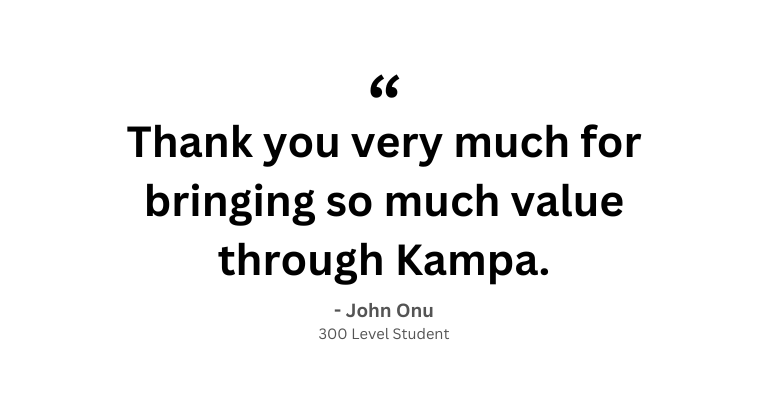 “
Thank you very much for
bringing so much value
through Kampa.
- John Onu
300 Level Student